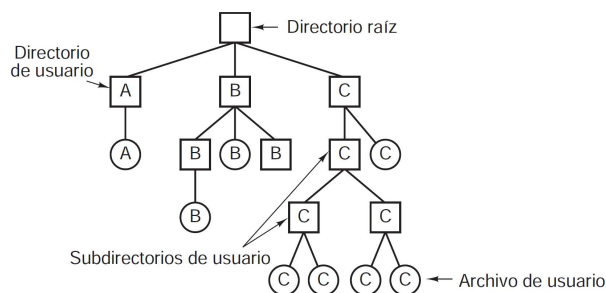 Directorio raíz
Directorio
de usuario
A B C
A B B B C C
B C C
Subdirectorios de usuario
C C C C Archivo de usuario